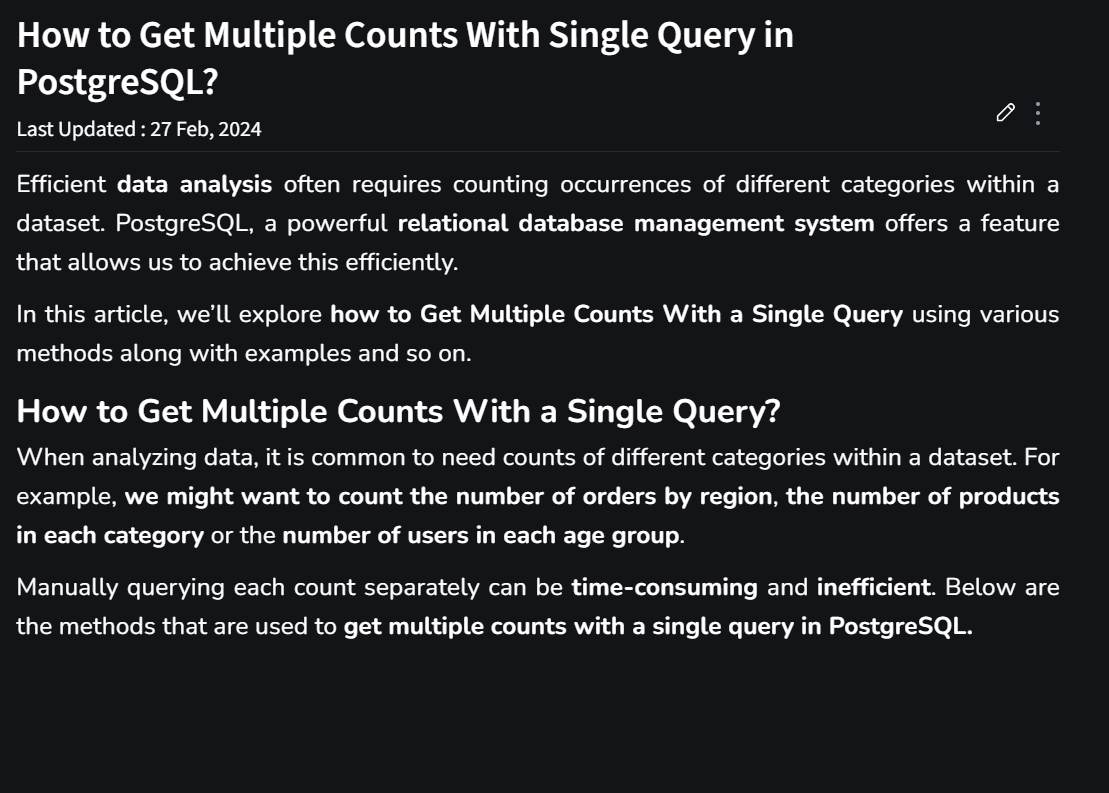 How to Get Multiple Counts With Single Query in
PostgreSQL?
Last Updated : 27 Feb, 2024
Efficient data analysis often requires counting occurrences of different categories within a
dataset. PostgreSQL, a powerful relational database management system offers a feature
that allows us to achieve this efficiently.
In this article, we’ll explore how to Get Multiple Counts With a Single Query using various
methods along with examples and so on.
How to Get Multiple Counts With a Single Query?
When analyzing data, it is common to need counts of different categories within a dataset. For
example, we might want to count the number of orders by region, the number of products
in each category or the number of users in each age group.
Manually querying each count separately can be time-consuming and inefficient. Below are
the methods that are used to get multiple counts with a single query in PostgreSQL.